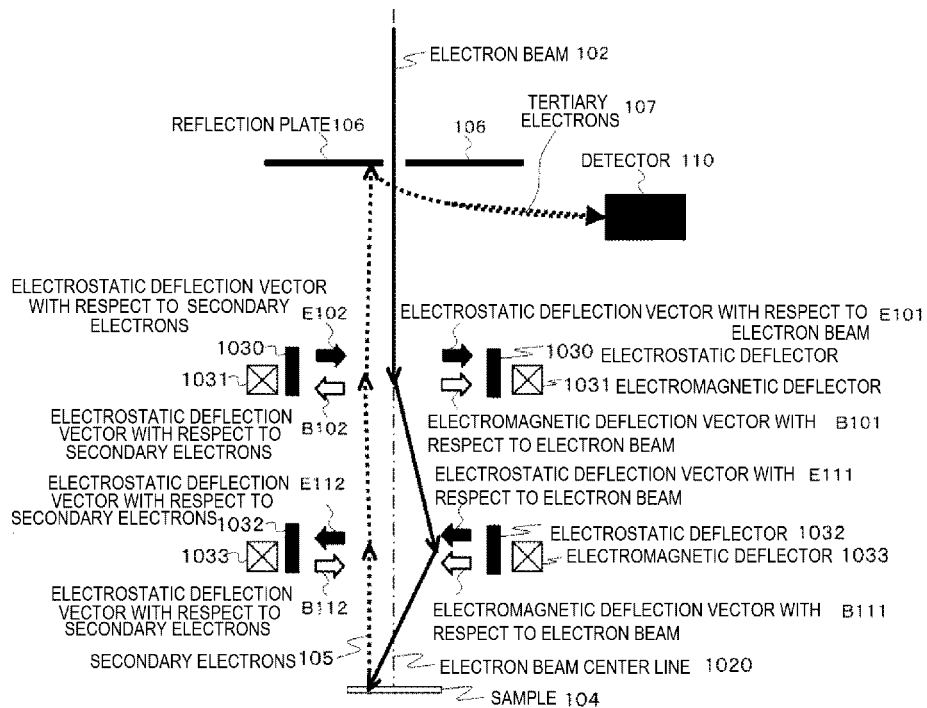 ELECTRON BEAM 102
TERTIARY 107
ELECTRONS
REFLECTION PLATE106
106
DETECTOR 110
ELECTROSTATIC DEFLECTION VECTOR
WITH RESPECT TO SECONDARY
ELECTRONS
E102
ELECTROSTATIC DEFLECTION VECTOR WITH RESPECT TO E101
ELECTRON BEAM
1030
1030 ELECTROSTATIC DEFLECTOR
1031
1031 ELECTROMAGNETIC DEFLECTOR
ELECTROSTATIC DEFLECTION
VECTOR WITH RESPECT TO
SECONDARY ELECTRONS
B102
ELECTROMAGNETIC DEFLECTION VECTOR WITH B101
RESPECT TO ELECTRON BEAM
ELECTROSTATIC DEFLECTION E112
VECTOR WITH RESPECT TO
SECONDARY ELECTRONS
ELECTROSTATIC DEFLECTION VECTOR WITH E111
RESPECT TO ELECTRON BEAM
1032
ELECTROSTATIC DEFLECTOR 1032
1033
ELECTROMAGNETIC DEFLECTOR 1033
ELECTROSTATIC DEFLECTION
VECTOR WITH RESPECT TO
SECONDARY ELECTRONS
B112
ELECTROMAGNETIC DEFLECTION VECTOR WITH B111
RESPECT TO ELECTRON BEAM
SECONDARY ELECTRONS 105
ELECTRON BEAM CENTER LINE 1020
SAMPLE 104